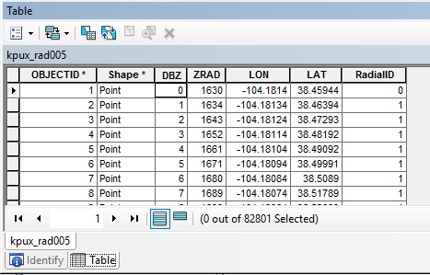 Table
kpux_rad005
OBJECTID * Shape * DBZ ZRAD LON LAT RadialID
1 Point 0 1630 -104.1814 38.45944 0
2 Point 1 1634 -104.18134 38.46394 1
3 Point 2 1643 -104.18124 38.47293 1
4 Point 3 1652 -104.18114 38.48192 1
5 Point 4 1661 -104.18104 38.49092 1
6 Point 5 1671 -104.18094 38.49991 1
7 Point 6 1680 -104.18084 38.5089 1
8 Point 7 1689 -104.18074 38.51789 1
1 (0 out of 82801 Selected)
kpux_rad005
Identify Table